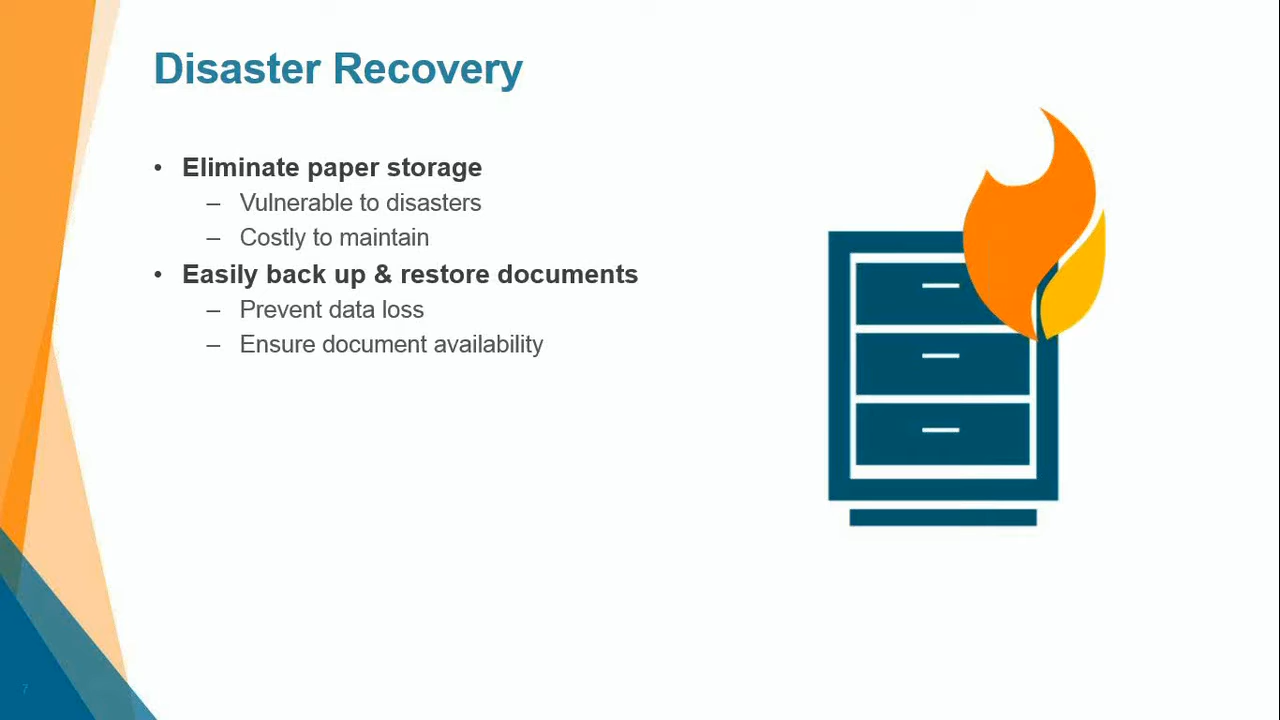 Disaster Recovery
• Eliminate paper storage
– Vulnerable to disasters
– Costly to maintain
• Easily back up & restore documents
– Prevent data loss
– Ensure document availability
7